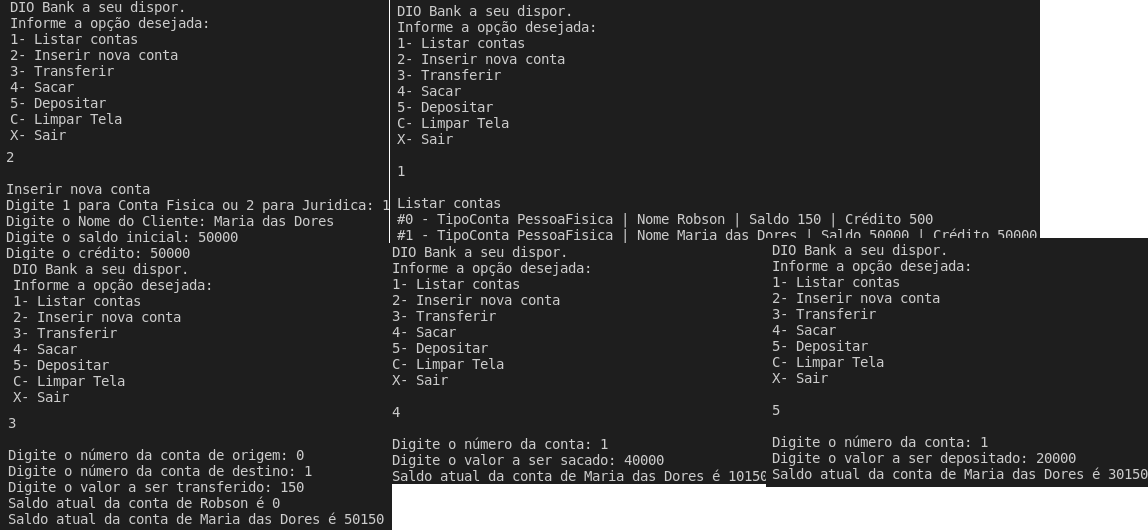 DIO Bank a seu dispor.
Informe a opção desejada:
1- Listar contas
2- Inserir nova conta
3- Transferir
4- Sacar
5- Depositar
C- Limpar Tela
X- Sair
2
Inserir nova conta
Digite 1 para Conta Fisica ou 2 para Juridica: 1
Digite o Nome do Cliente: Maria das Dores
Digite o saldo inicial: 50000
Digite o crédito: 50000
DIO Bank a seu dispor.
Informe a opção desejada:
1- Listar contas
2- Inserir nova conta
3- Transferir
4- Sacar
5- Depositar
C- Limpar Tela
X- Sair
1
Listar contas
#0 - TipoConta PessoaFisica | Nome Robson | Saldo 150 | Crédito 500
#1 - TipoConta PessoaFisica | Nome Maria das Dores | Saldo 50000 | Crédito 50000
DIO Bank a seu dispor.
Informe a opção desejada:
1- Listar contas
2- Inserir nova conta
3- Transferir
4- Sacar
5- Depositar
C- Limpar Tela
X- Sair
3
Digite o número da conta de origem: 0
Digite o número da conta de destino: 1
Digite o valor a ser transferido: 150
Saldo atual da conta de Robson é 0
Saldo atual da conta de Maria das Dores é 50150
DIO Bank a seu dispor.
Informe a opção desejada:
1- Listar contas
2- Inserir nova conta
3- Transferir
4- Sacar
5- Depositar
C- Limpar Tela
X- Sair
4
Digite o número da conta: 1
Digite o valor a ser sacado: 40000
Saldo atual da conta de Maria das Dores é 10150
DIO Bank a seu dispor.
Informe a opção desejada:
1- Listar contas
2- Inserir nova conta
3- Transferir
4- Sacar
5- Depositar
C- Limpar Tela
X- Sair
5
Digite o número da conta: 1
Digite o valor a ser depositado: 20000
Saldo atual da conta de Maria das Dores é 30150